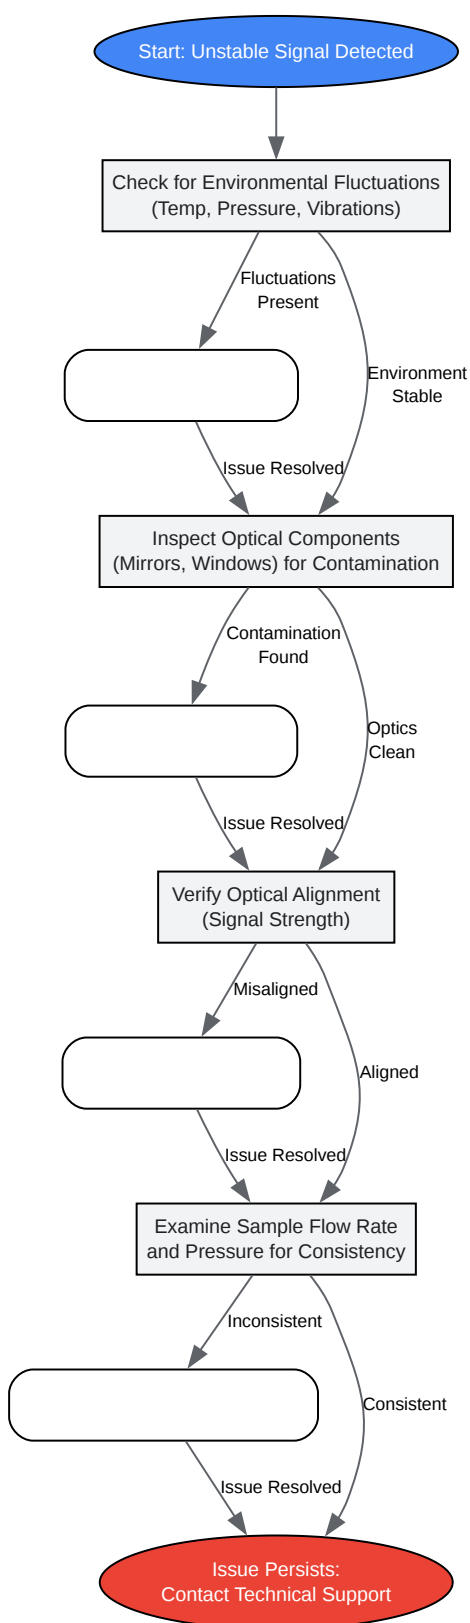 Start: Unstable Signal Detected
Check for Environmental Fluctuations
(Temp, Pressure, Vibrations)
Fluctuations
Present
Environment
Stable
Issue Resolved
Inspect Optical Components
(Mirrors, Windows) for Contamination
Contamination
Found
Optics
Clean
Issue Resolved
Verify Optical Alignment
(Signal Strength)
Misaligned
Aligned
Issue Resolved
Examine Sample Flow Rate
and Pressure for Consistency
Inconsistent
Consistent
Issue Resolved
Issue Persists:
Contact Technical Support